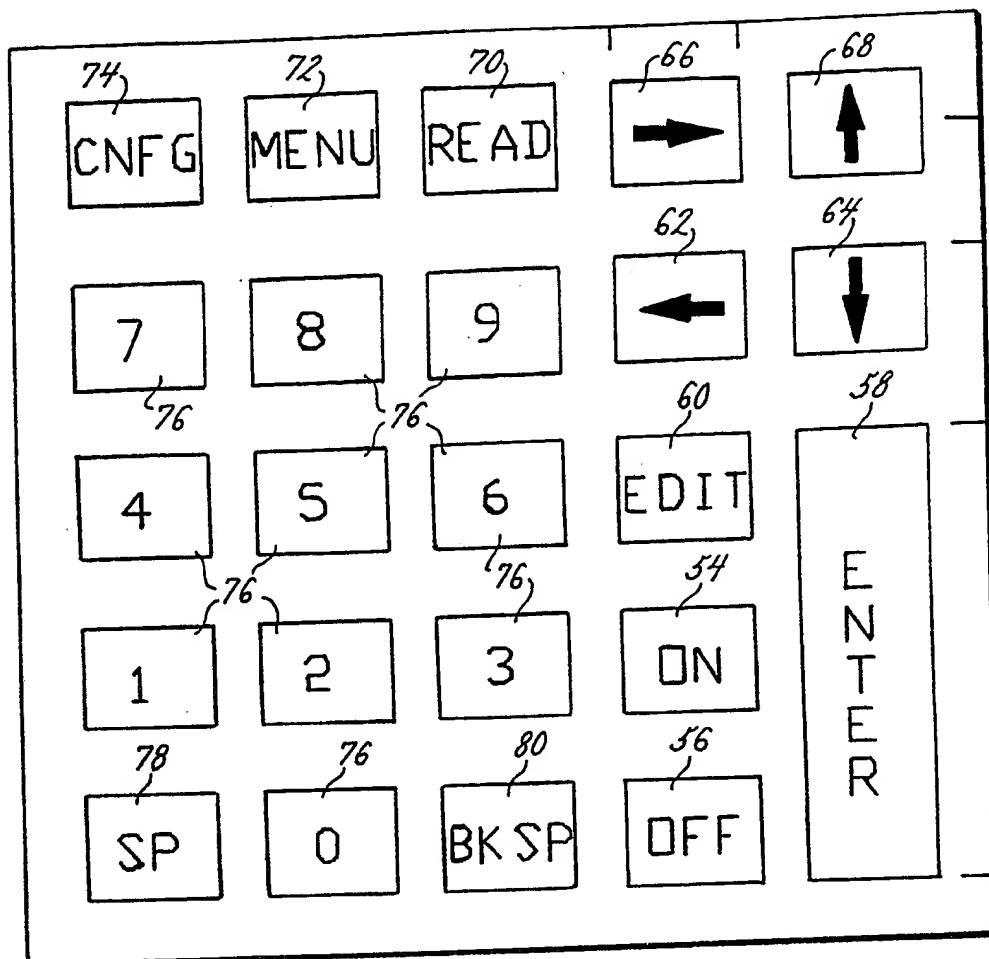 74 72 70 66 68
CNFG MENU READ
62 64
7 8 9
76 76 60 58
4 5 6 EDIT
76 76 54
1 2 3 ON
ENTER
78 76 80 56
SP 0 BKSP OFF